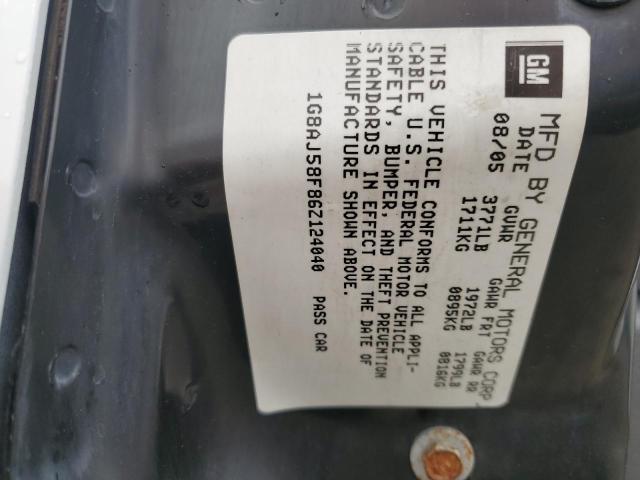 GM
MFD BY GENERAL MOTORS CORP
DATE GVWR GAWR FRT GAWR RR
08/05 3771LB 1972LB 1799LB
1711KG 0895KG 0816KG
THIS VEHICLE CONFORMS TO ALL APPLI-
CABLE U.S. FEDERAL MOTOR VEHICLE
SAFETY, BUMPER, AND THEFT PREVENTION
STANDARDS IN EFFECT ON THE DATE OF
MANUFACTURE SHOWN ABOVE.
1G8AJ58F86Z124040 PASS CAR